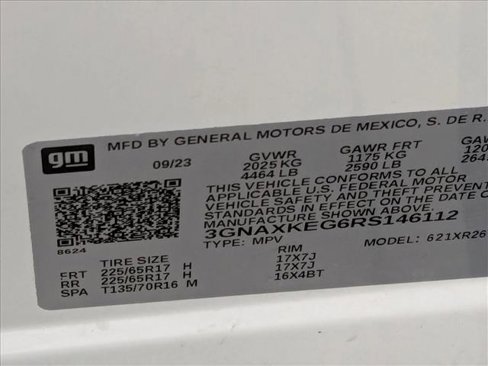 gm
MFD BY GENERAL MOTORS DE MEXICO, S. DE R.
09/23 GVWR GAWR FRT
2025 KG 1175 KG
4464 LB 2590 LB
THIS VEHICLE CONFORMS TO ALL
APPLICABLE U.S. FEDERAL MOTOR
VEHICLE SAFETY AND THEFT PREVENT
STANDARDS IN EFFECT ON THE DATE O
MANUFACTURE SHOWN ABOVE.
3GNAXKEG6RS146112
8624 TYPE: MPV MODEL: 621XR26
TIRE SIZE RIM
FRT 225/65R17 H 17X7J
RR 225/65R17 H 17X7J
SPA T135/70R16 M 16X4BT